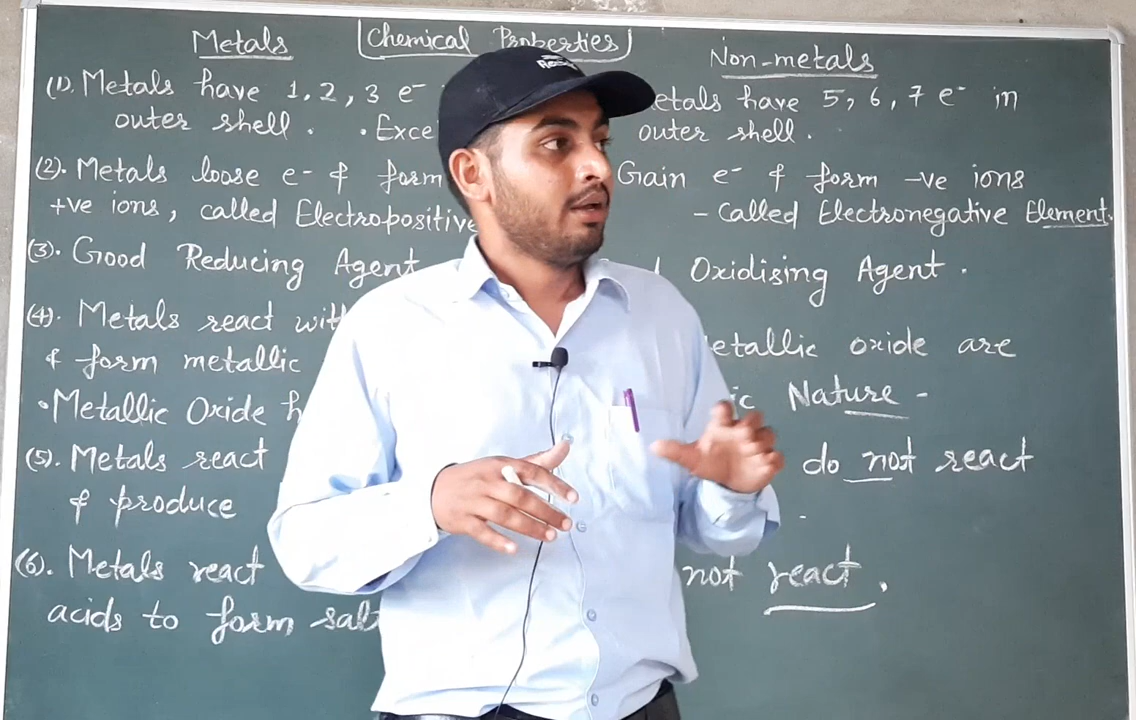 Metals
Chemical Properties
Non-metals
(1). Metals have 1, 2, 3 e-
outer shell. . Exce
etals have 5, 6, 7 e- in
outer shell.
(2). Metals loose e- & form
+ve ions, called Electropositive
Gain e- & form -ve ions
- Called Electronegative Element.
(3). Good Reducing Agent
Oxidising Agent.
(4). Metals react with
& form metallic
• Metallic Oxide h
etallic oxide are
ic Nature -
(5). Metals react
& produce
do not react
(6). Metals react
acids to form salt
not react.